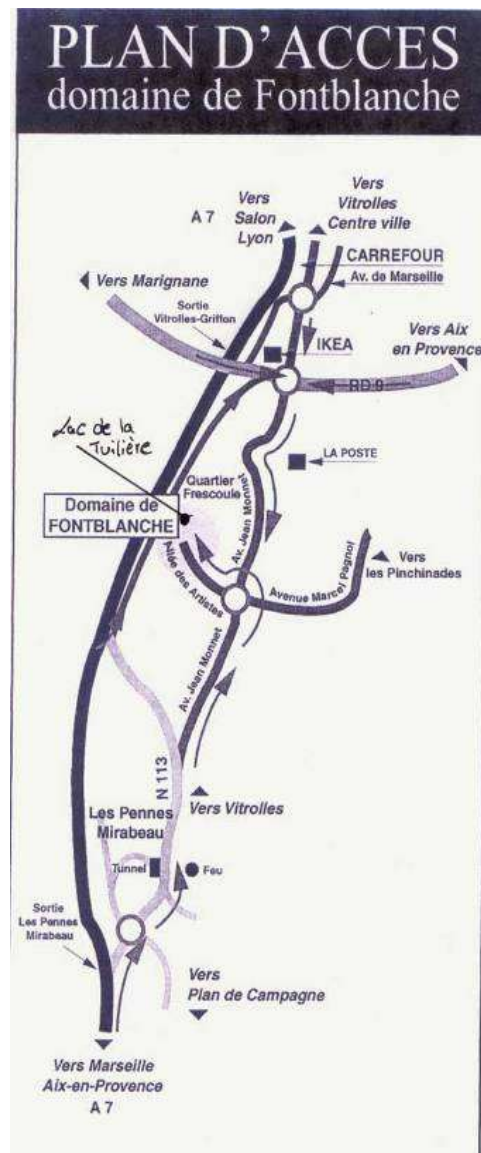 PLAN D'ACCES
domaine de Fontblanche
Vers
Salon
Lyon
A 7
Vers
Vitrolles
Centre ville
CARREFOUR
Av. de Marseille
Vers Marignane
Sortie
Vitrolles-Griffon
IKEA
Vers Aix
en Provence
RD 9
Lac de la
Tuilière
LA POSTE
Quartier
Frescoule
Domaine de
FONTBLANCHE
Av. Jean Monnet
Allée des Artistes
Avenue Marcel Pagnol
Vers
les Pinchinades
Av. Jean Monnet
N 113
Vers Vitrolles
Les Pennes
Mirabeau
Tunnel
Feu
Sortie
Les Pennes
Mirabeau
Vers
Plan de Campagne
Vers Marseille
Aix-en-Provence
A 7